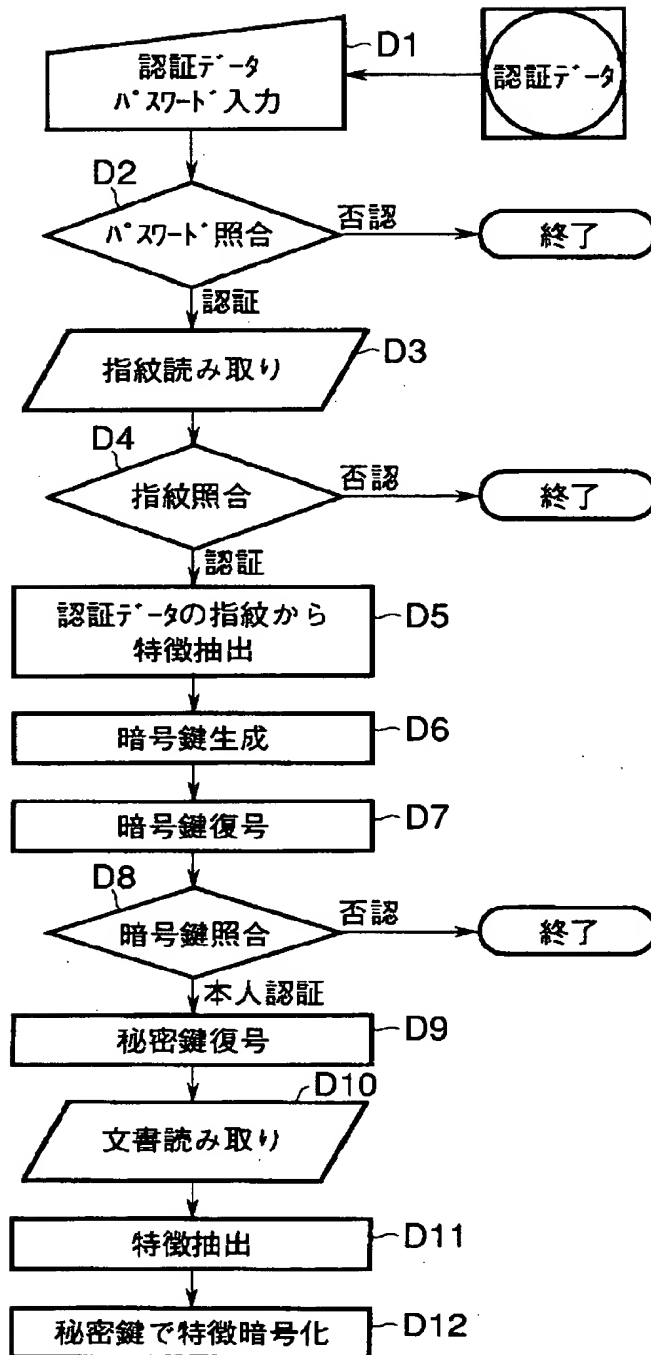 D1
認証データ
パスワード入力
認証データ
D2
パスワード照合
否認
終了
認証
指紋読み取り
D3
D4
指紋照合
否認
終了
認証
認証データの指紋から
特徴抽出
D5
暗号鍵生成
D6
暗号鍵復号
D7
D8
暗号鍵照合
否認
終了
本人認証
秘密鍵復号
D9
D10
文書読み取り
特徴抽出
D11
秘密鍵で特徴暗号化
D12